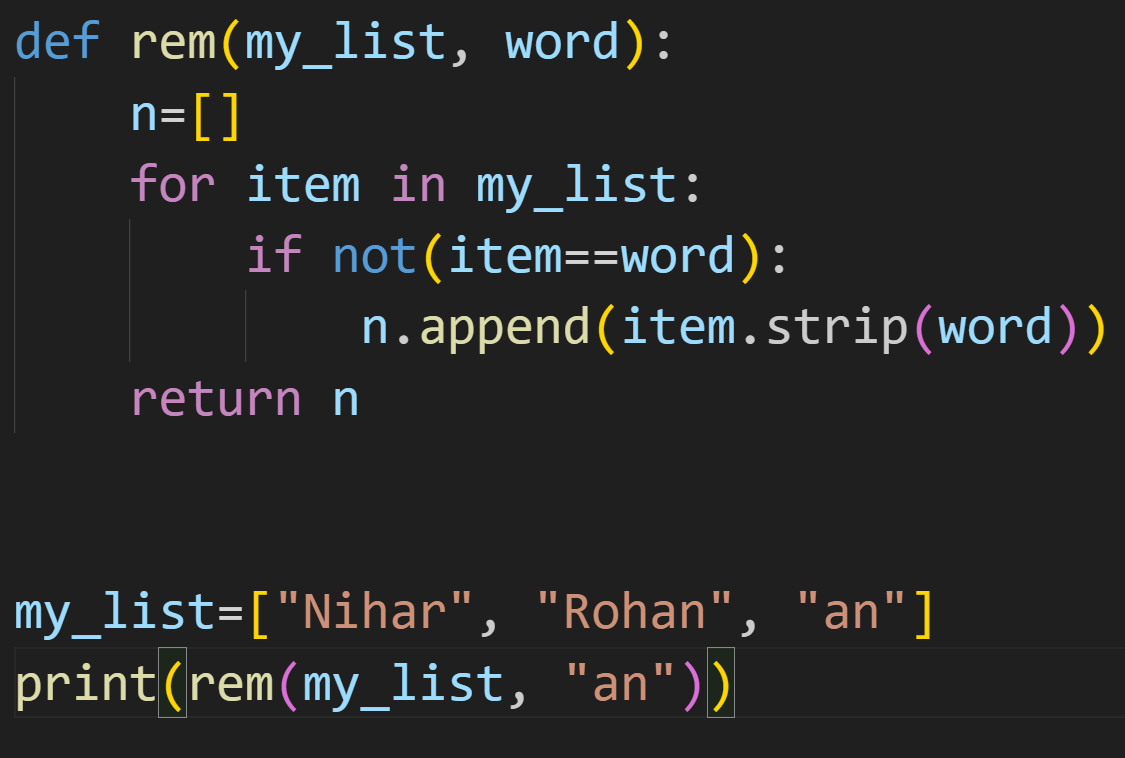 def rem(my_list, word):
    n=[]
    for item in my_list:
        if not(item==word):
            n.append(item.strip(word))
    return n
my_list=["Nihar", "Rohan", "an"]
print(rem(my_list, "an"))